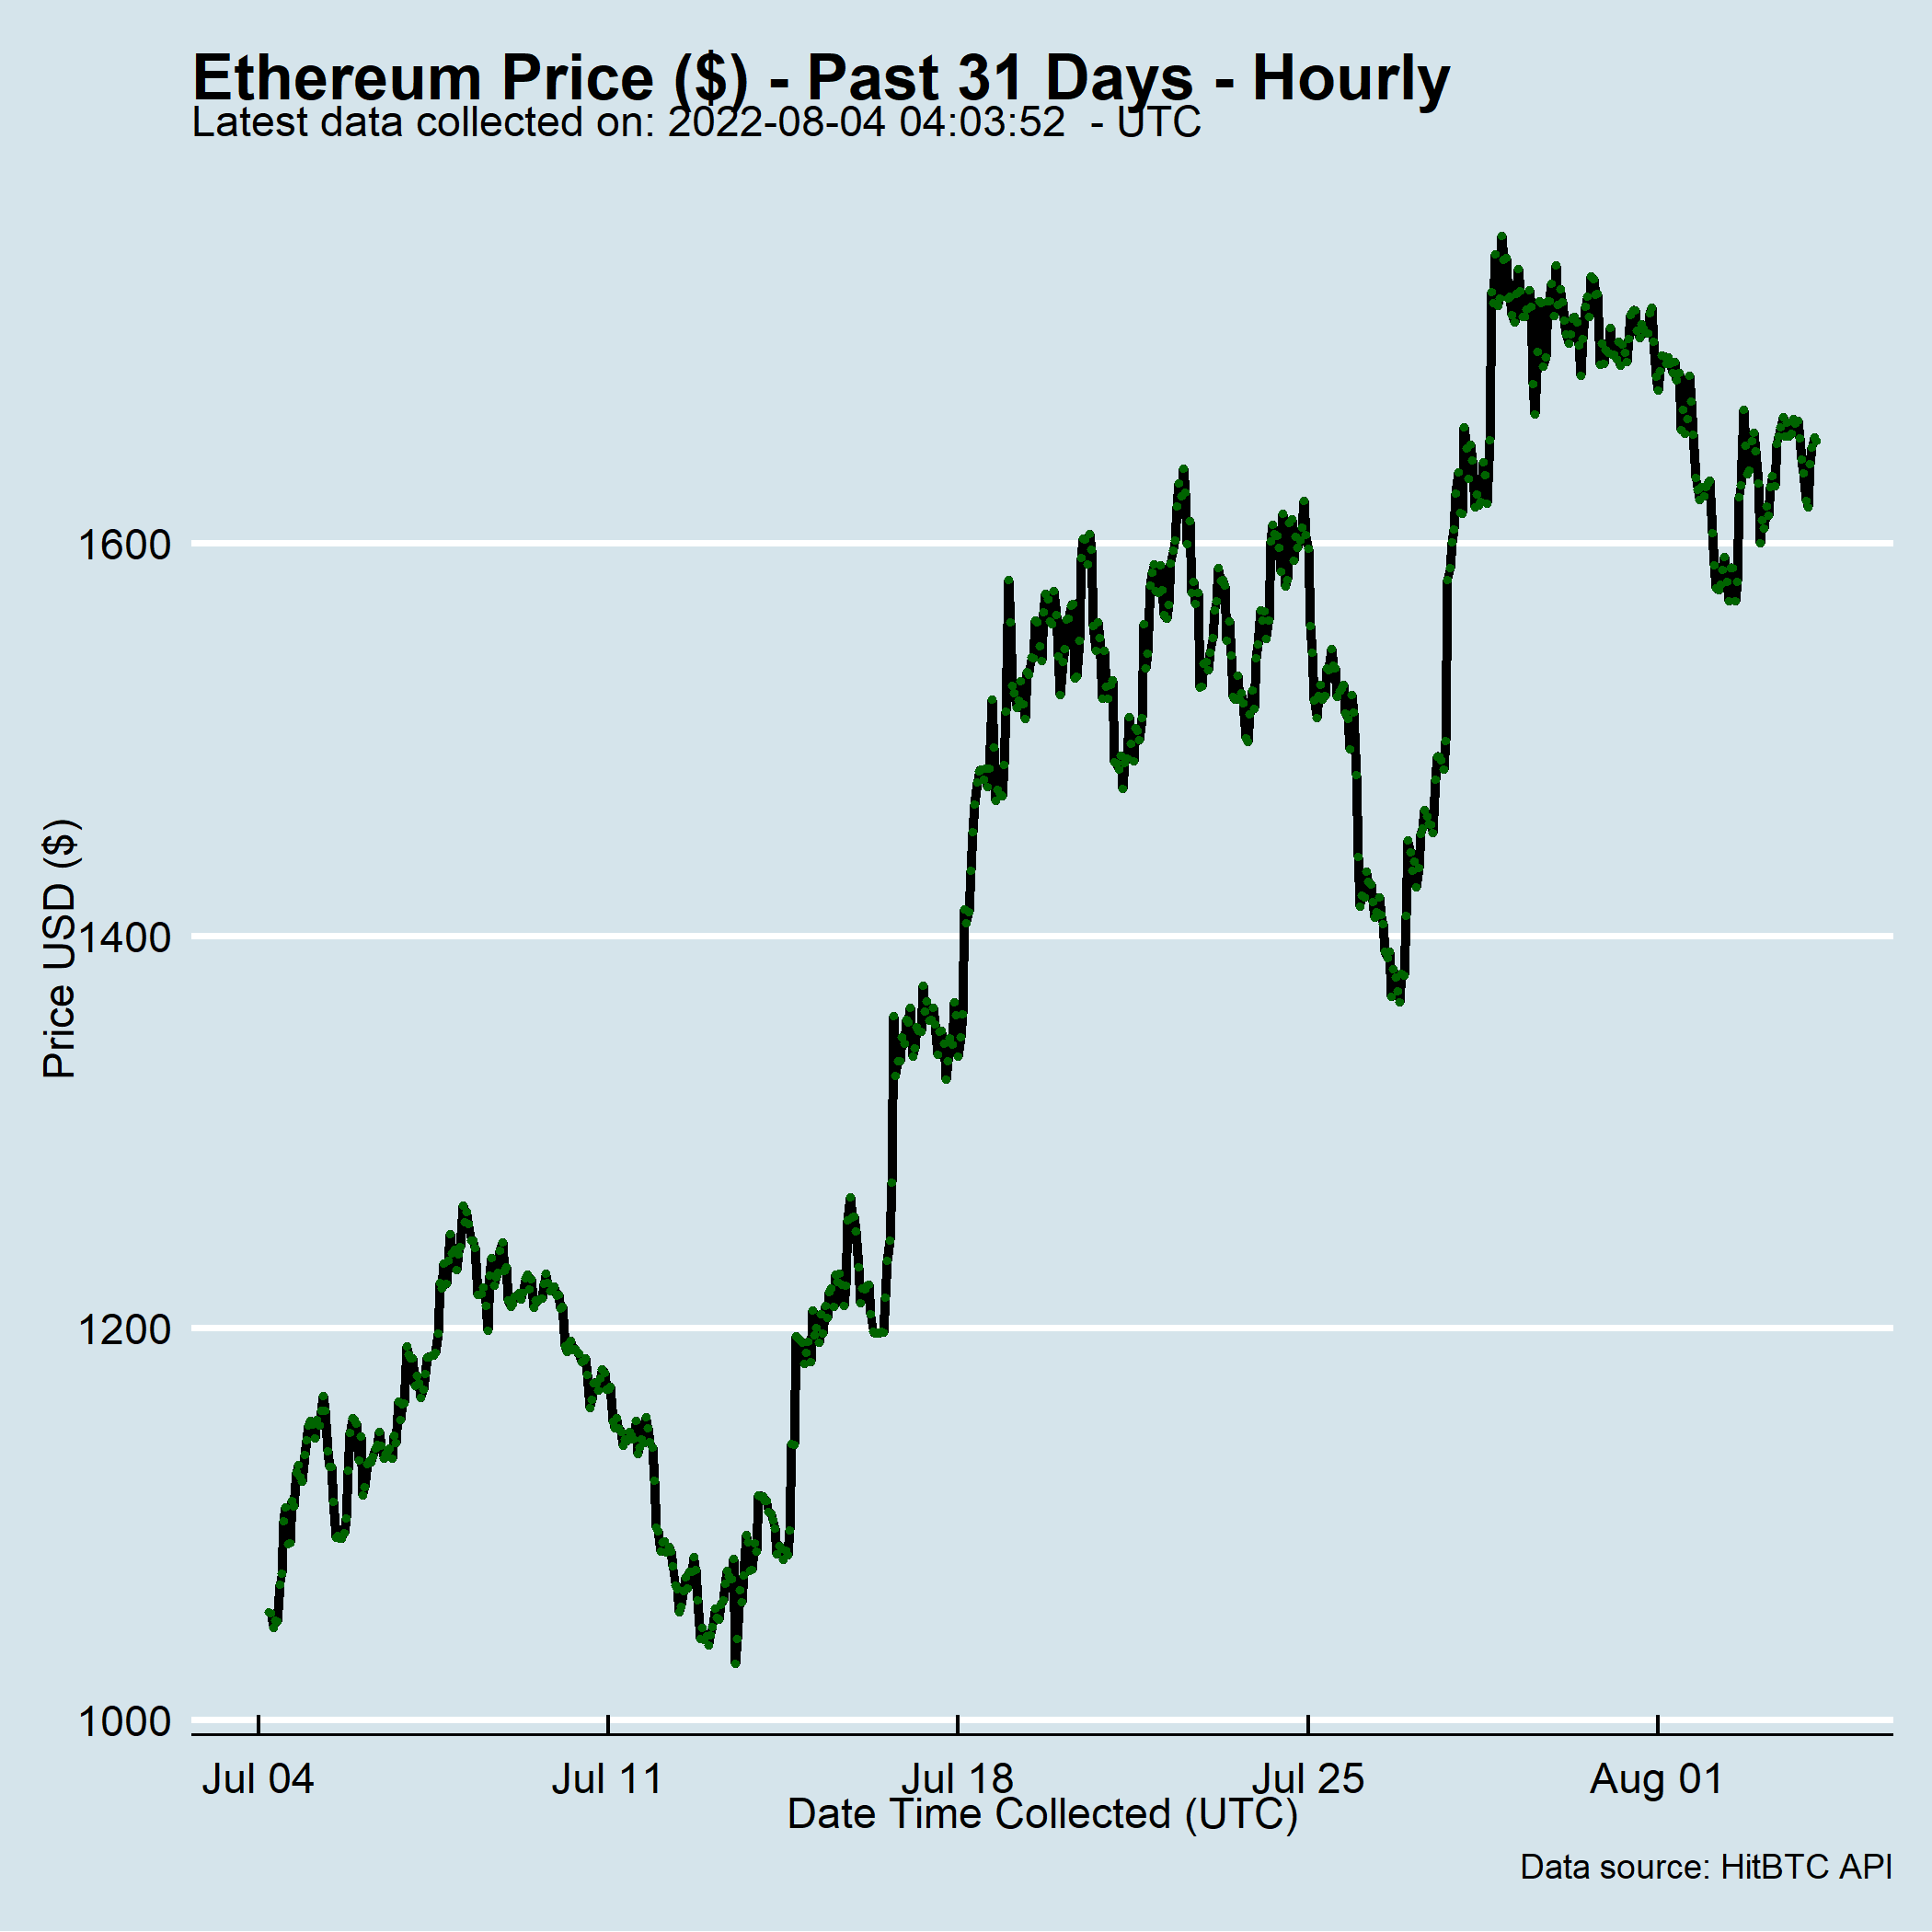 Ethereum Price ($) - Past 31 Days - Hourly
Latest data collected on: 2022-08-04 04:03:52  - UTC
Price USD ($)
1600
1400
1200
1000
Jul 04
Jul 11
Jul 18
Jul 25
Aug 01
Date Time Collected (UTC)
Data source: HitBTC API